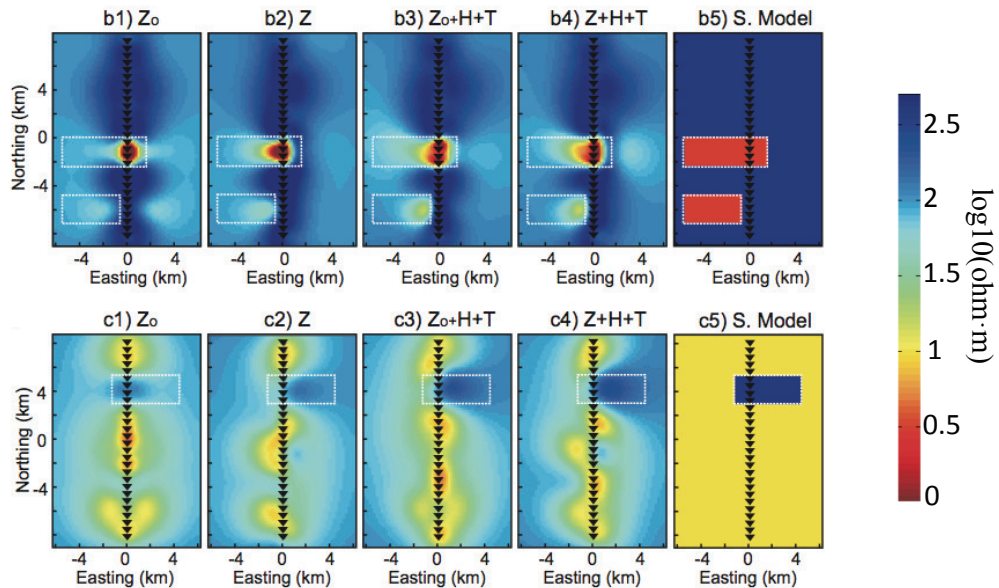 b1) Zo b2) Z b3) Zo+H+T b4) Z+H+T b5) S. Model
Northing (km)
4
0
-4
-4 0 4 -4 0 4 -4 0 4 -4 0 4 -4 0 4
Easting (km) Easting (km) Easting (km) Easting (km) Easting (km)
c1) Zo c2) Z c3) Zo+H+T c4) Z+H+T c5) S. Model
Northing (km)
4
0
-4
-4 0 4 -4 0 4 -4 0 4 -4 0 4 -4 0 4
Easting (km) Easting (km) Easting (km) Easting (km) Easting (km)
2.5
2
1.5
1
0.5
0
log10(ohm·m)